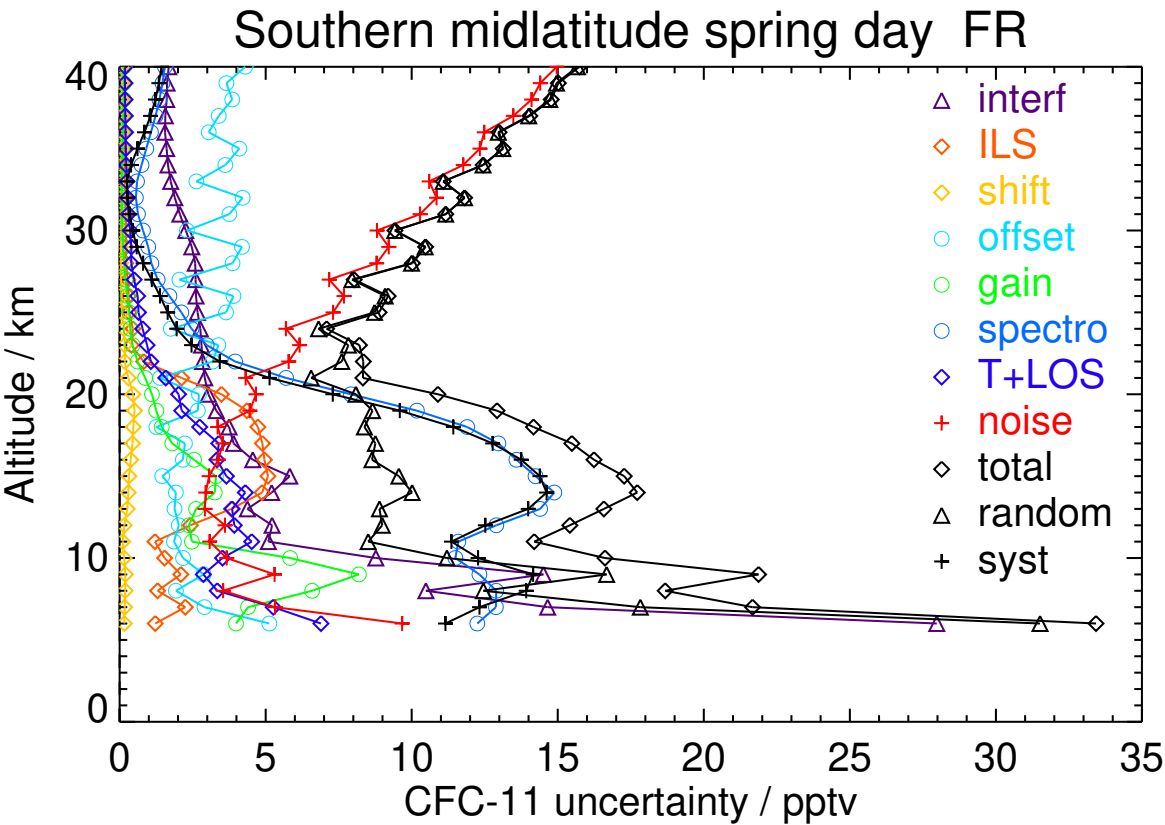 Southern midlatitude spring day FR
40
30
20
10
0
Altitude / km
0 5 10 15 20 25 30 35
CFC-11 uncertainty / pptv
interf
ILS
shift
offset
gain
spectro
T+LOS
noise
total
random
syst